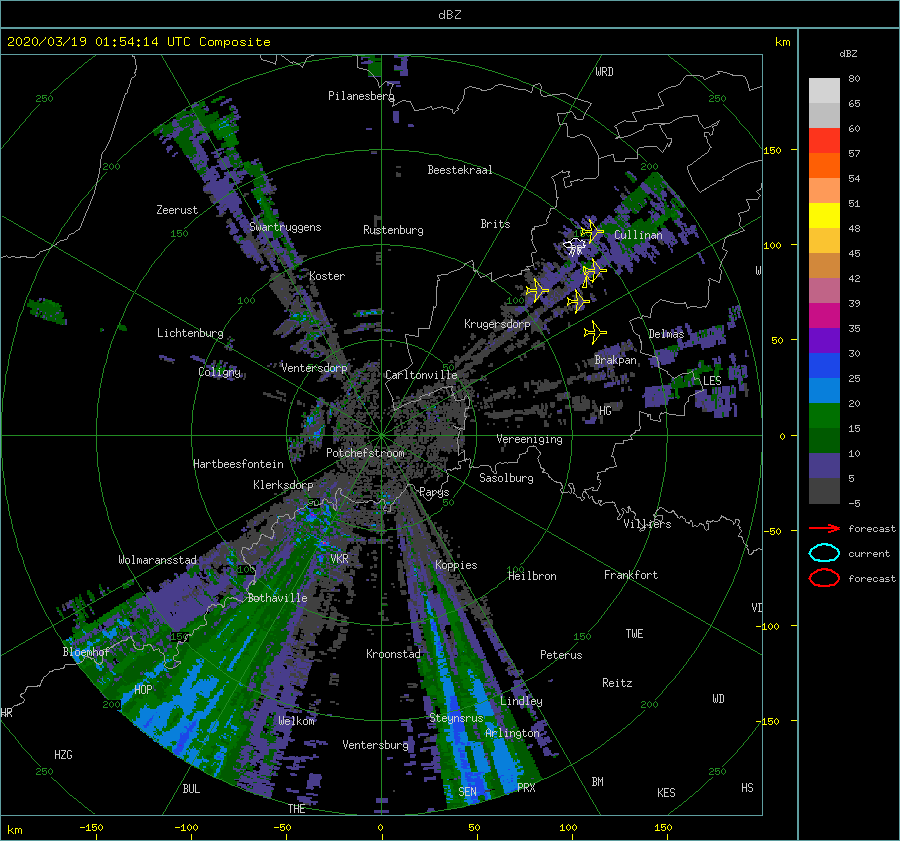 dBZ
2020/03/19 01:54:14 UTC Composite
km
dBZ
WRD
250
250
Pilanesberg
150
200
200
Beestekraal
Zeerust
Swartruggens
Rustenburg
Brits
Cullinan
150
100
W
Koster
100
100
Krugersdorp
50
Lichtenburg
Delmas
Coligny
Ventersdorp
Carltonville
Brakpan
LES
HG
Vereeniging
0
Potchefstroom
Hartbeesfontein
Klerksdorp
Sasolburg
Parys
50
50
Villiers
-50
Wolmaransstad
VKR
Koppies
100
100
Heilbron
Frankfort
Bothaville
VD
-100
150
150
TWE
Bloemhof
Kroonstad
Peterus
Reitz
HOP
200
200
Lindley
WD
HR
Welkom
Steynsrus
-150
Arlington
Ventersburg
HZG
250
250
BUL
SEN
PRX
BM
KES
HS
THE
km
-150
-100
-50
0
50
100
150
80
65
60
57
54
51
48
45
42
39
35
30
25
20
15
10
5
-5
forecast
current
forecast